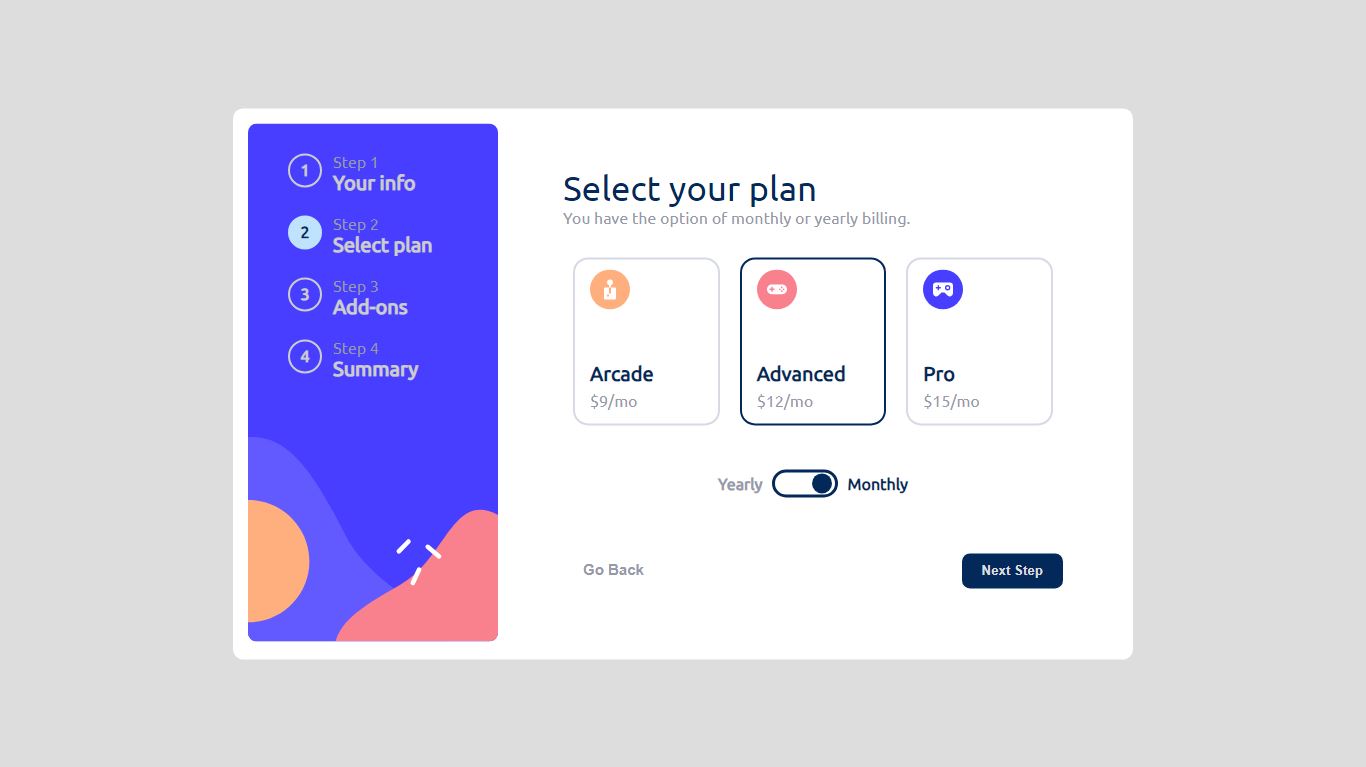 1
Step 1
Your info
2
Step 2
Select plan
3
Step 3
Add-ons
4
Step 4
Summary
Select your plan
You have the option of monthly or yearly billing.
Arcade
$9/mo
Advanced
$12/mo
Pro
$15/mo
Yearly
Monthly
Go Back
Next Step